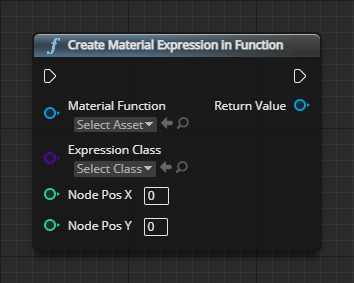 f Create Material Expression in Function
Material Function Return Value
Select Asset
Expression Class
Select Class
Node Pos X 0
Node Pos Y 0